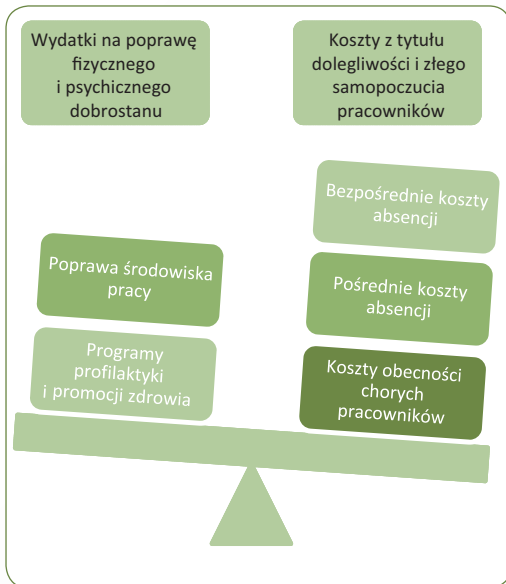 Wydatki na poprawę
fizycznego
i psychicznego
dobrostanu
Koszty z tytułu
dolegliwości i złego
samopoczucia
pracowników
Poprawa środowiska
pracy
Programy
profilaktyki
i promocji zdrowia
Bezpośrednie koszty
absencji
Pośrednie koszty
absencji
Koszty obecności
chorych
pracowników